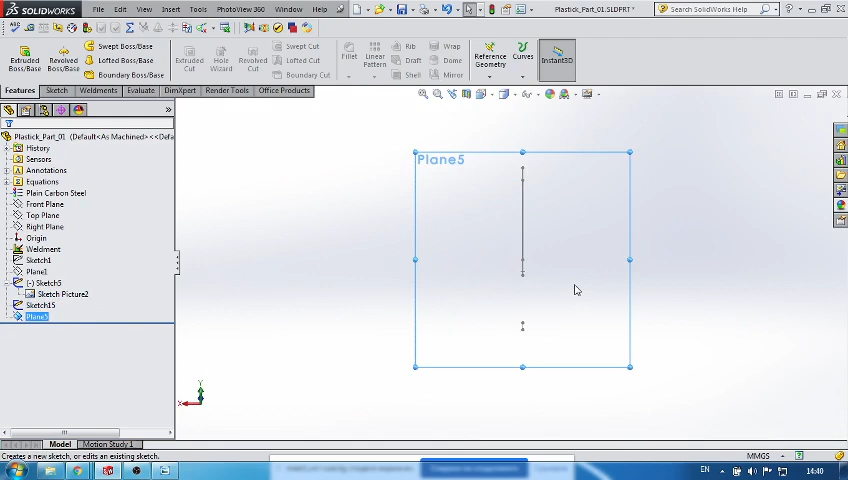 SOLIDWORKS
File Edit View Insert Tools PhotoView 360 Window Help
Plastick_Part_01.SLDPRT *
Search SolidWorks Help
Extruded Boss/Base
Revolved Boss/Base
Swept Boss/Base
Lofted Boss/Base
Boundary Boss/Base
Extruded Cut
Hole Wizard
Revolved Cut
Swept Cut
Lofted Cut
Boundary Cut
Fillet
Linear Pattern
Rib
Draft
Shell
Wrap
Dome
Mirror
Reference Geometry
Curves
Instant3D
Features Sketch Weldments Evaluate DimXpert Render Tools Office Products
Plastick_Part_01 (Default<As Machined><<Defa
History
Sensors
Annotations
Equations
Plain Carbon Steel
Front Plane
Top Plane
Right Plane
Origin
Weldment
Sketch1
Plane1
(-) Sketch5
Sketch Picture2
Sketch15
Plane5
Plane5
Y
X
Model Motion Study 1
Creates a new sketch, or edits an existing sketch.
MMGS
EN
14:40